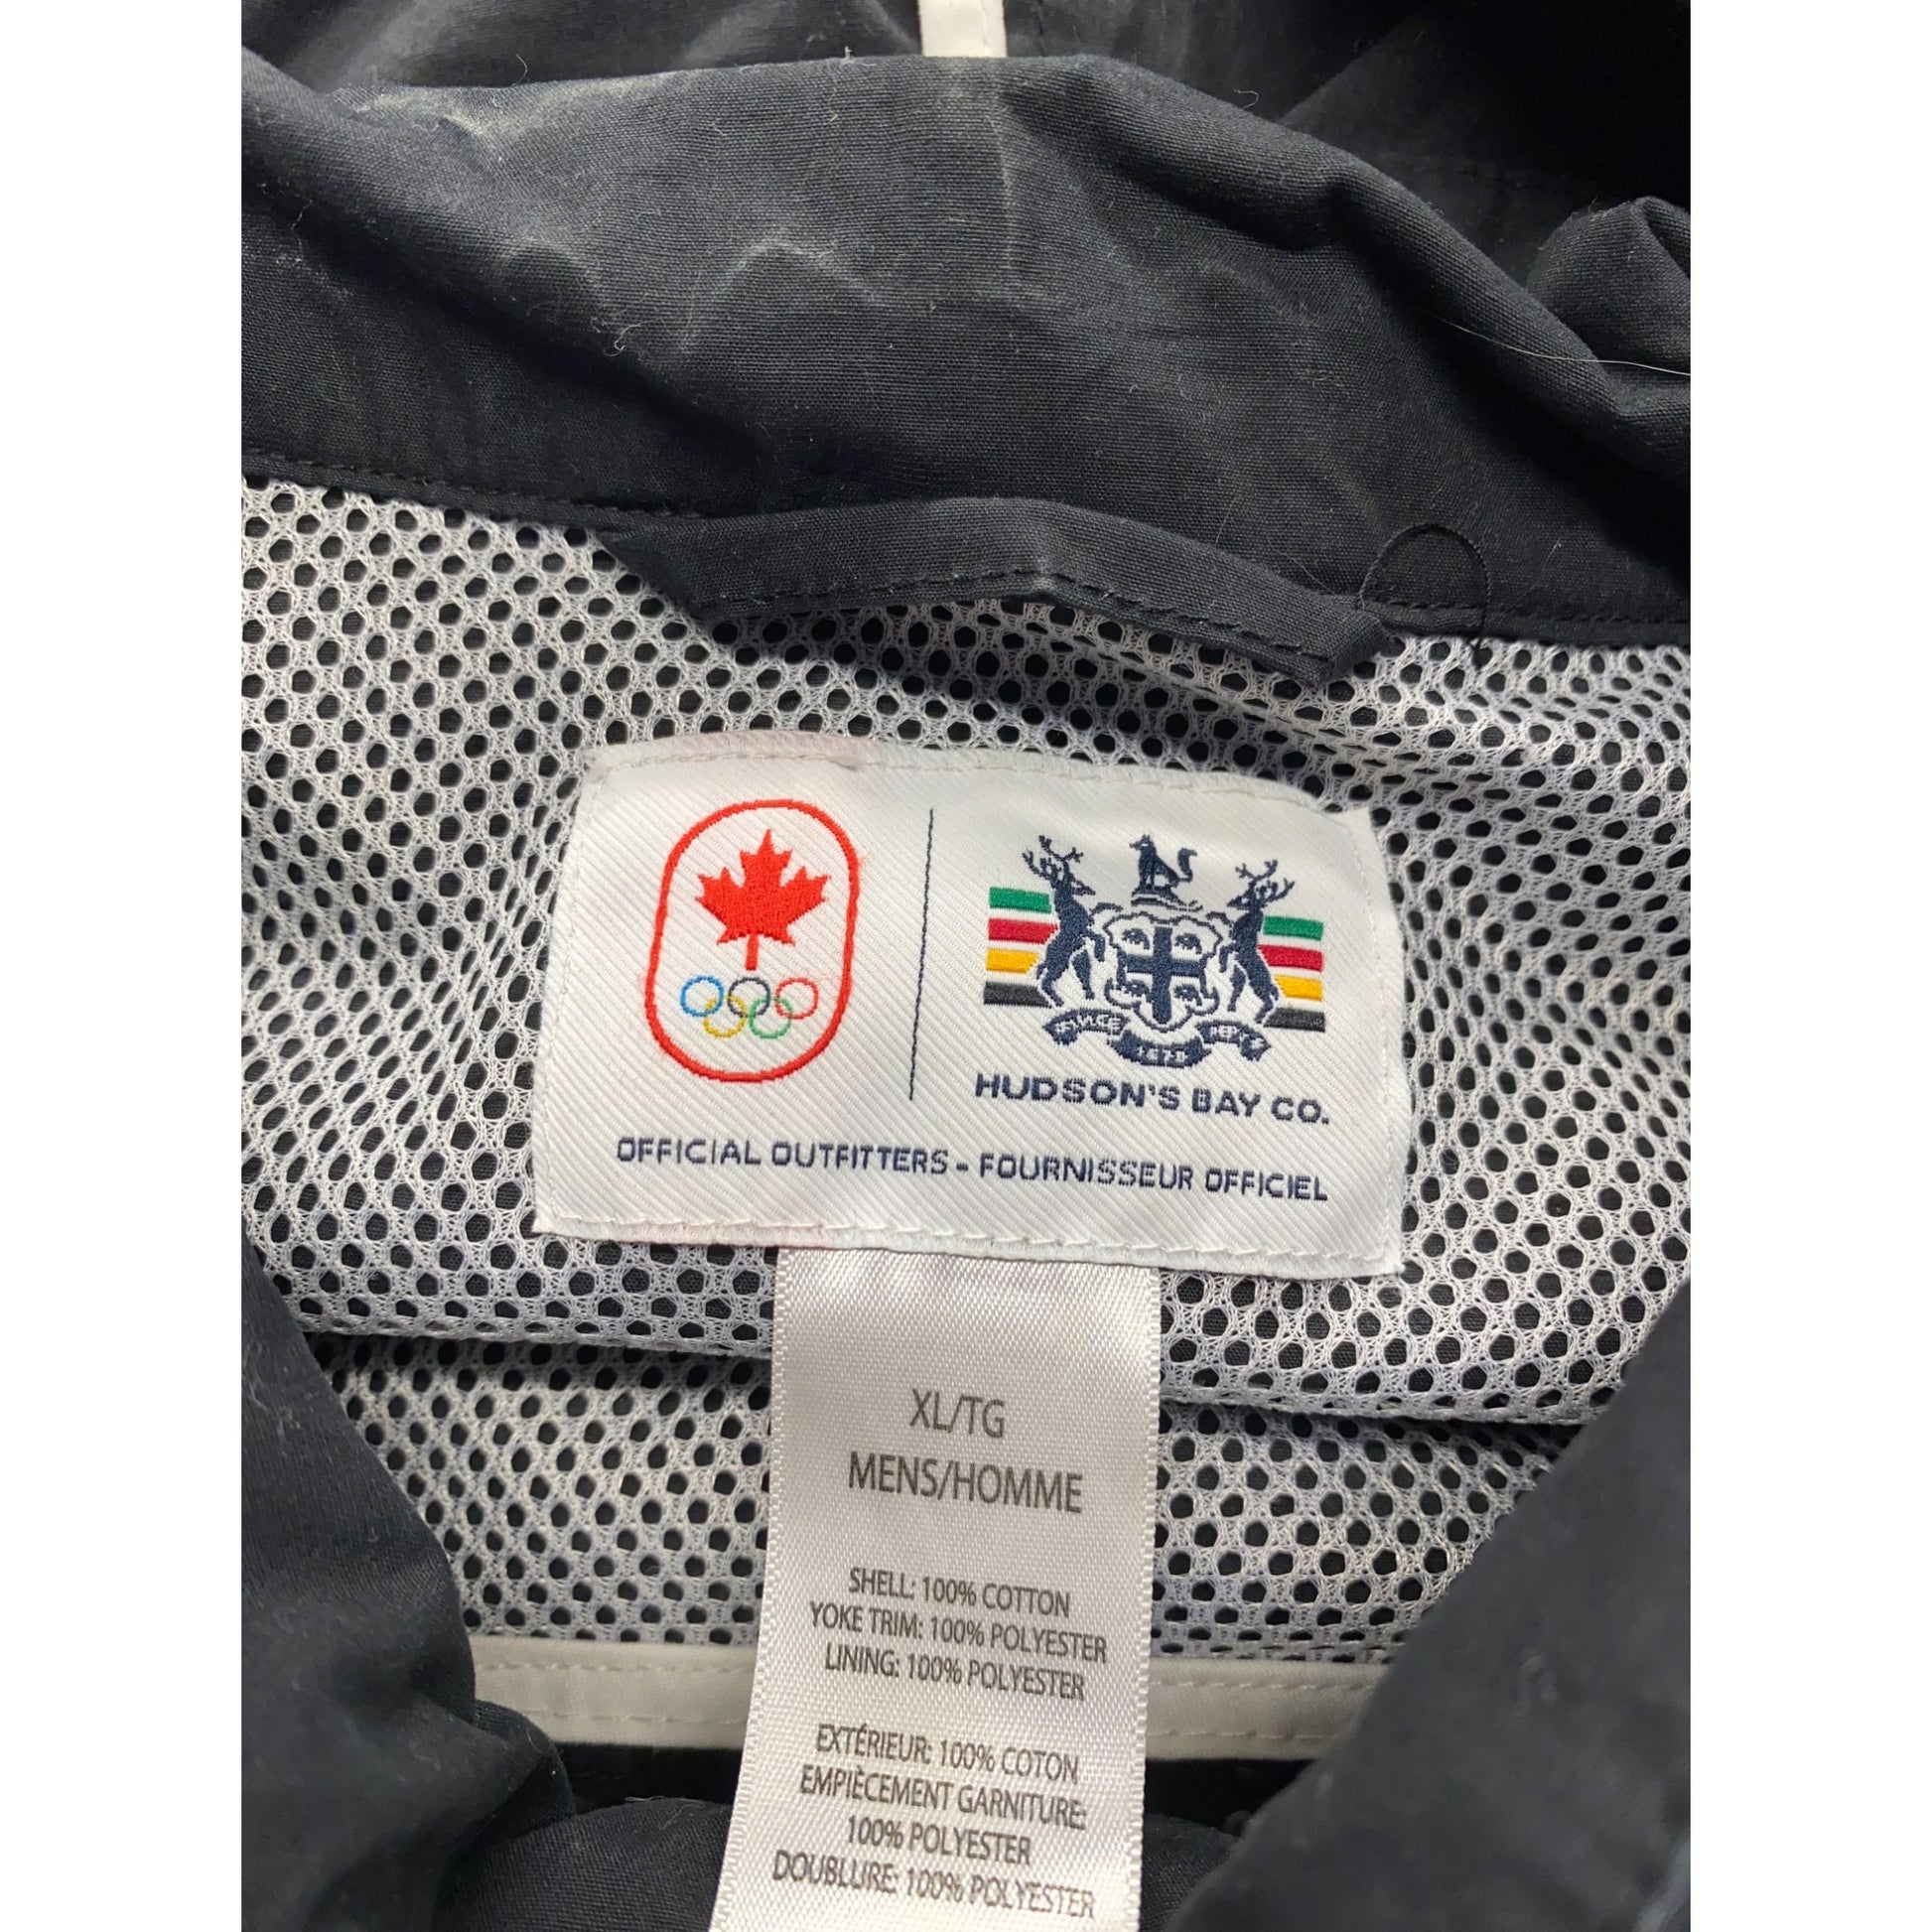 HUDSON'S BAY CO.
OFFICIAL OUTFITTERS - FOURNISSEUR OFFICIEL
XL/TG
MENS/HOMME
SHELL: 100% COTTON
YOKE TRIM: 100% POLYESTER
LINING: 100% POLYESTER
EXTÉRIEUR: 100% COTON
EMPIÈCEMENT GARNITURE:
100% POLYESTER
DOUBLURE: 100% POLYESTER